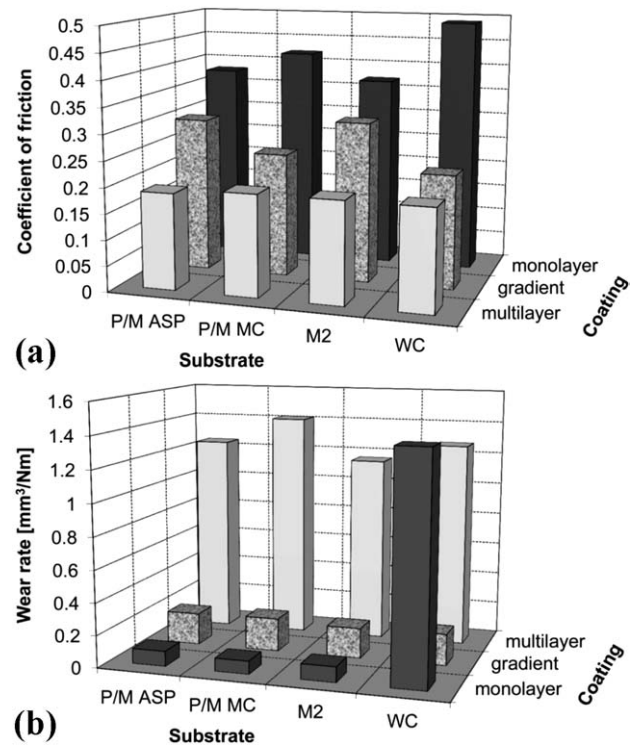 0.5
0.45
0.4
0.35
0.3
0.25
0.2
0.15
0.1
0.05
0
Coefficient of friction
P/M ASP
P/M MC
M2
WC
Substrate
monolayer
gradient
multilayer
Coating
(a)
1.6
1.4
1.2
1
0.8
0.6
0.4
0.2
0
Wear rate [mm³/Nm]
P/M ASP
P/M MC
M2
WC
Substrate
multilayer
gradient
monolayer
Coating
(b)